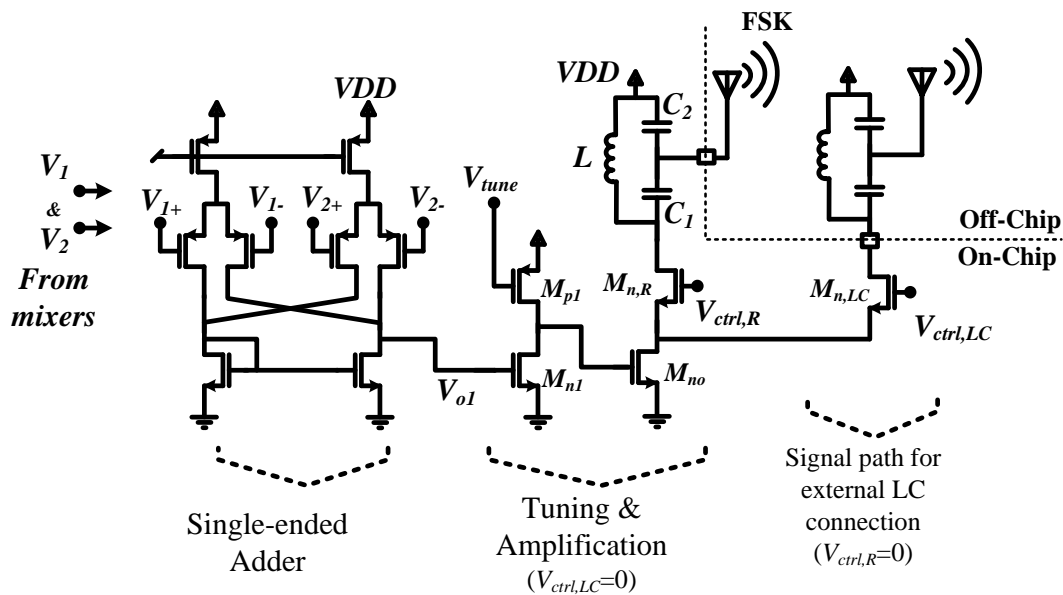 FSK
VDD
VDD
C2
L
C1
V1
&
V2
From
mixers
V1+
V1-
V2+
V2-
Vtune
Mp1
Mn,R
Vctrl,R
Mn,LC
Vctrl,LC
Off-Chip
On-Chip
Vo1
Mn1
Mno
Single-ended
Adder
Tuning &
Amplification
(Vctrl,LC=0)
Signal path for
external LC
connection
(Vctrl,R=0)